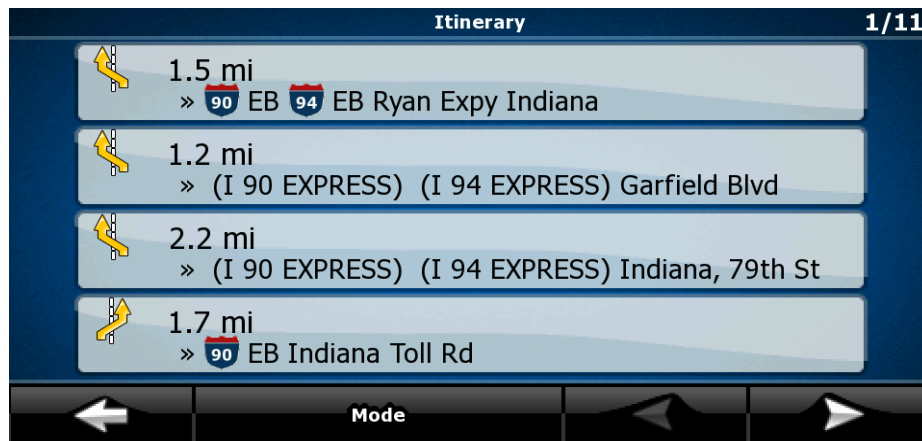 Itinerary 1/11
1.5 mi
» 90 EB 94 EB Ryan Expy Indiana
1.2 mi
» (I 90 EXPRESS) (I 94 EXPRESS) Garfield Blvd
2.2 mi
» (I 90 EXPRESS) (I 94 EXPRESS) Indiana, 79th St
1.7 mi
» 90 EB Indiana Toll Rd
Mode